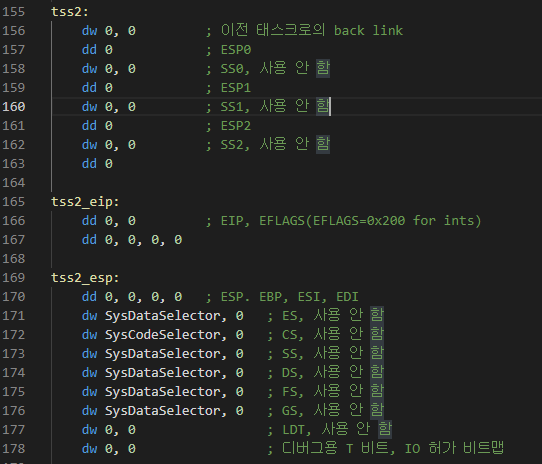 155 tss2:
156 dw 0, 0 ; 이전 태스크로의 back link
157 dd 0 ; ESP0
158 dw 0, 0 ; SS0, 사용 안 함
159 dd 0 ; ESP1
160 dw 0, 0 ; SS1, 사용 안 함
161 dd 0 ; ESP2
162 dw 0, 0 ; SS2, 사용 안 함
163 dd 0
164
165 tss2_eip:
166 dd 0, 0 ; EIP, EFLAGS(EFLAGS=0x200 for ints)
167 dd 0, 0, 0, 0
168
169 tss2_esp:
170 dd 0, 0, 0, 0 ; ESP. EBP, ESI, EDI
171 dw SysDataSelector, 0 ; ES, 사용 안 함
172 dw SysCodeSelector, 0 ; CS, 사용 안 함
173 dw SysDataSelector, 0 ; SS, 사용 안 함
174 dw SysDataSelector, 0 ; DS, 사용 안 함
175 dw SysDataSelector, 0 ; FS, 사용 안 함
176 dw SysDataSelector, 0 ; GS, 사용 안 함
177 dw 0, 0 ; LDT, 사용 안 함
178 dw 0, 0 ; 디버그용 T 비트, IO 허가 비트맵